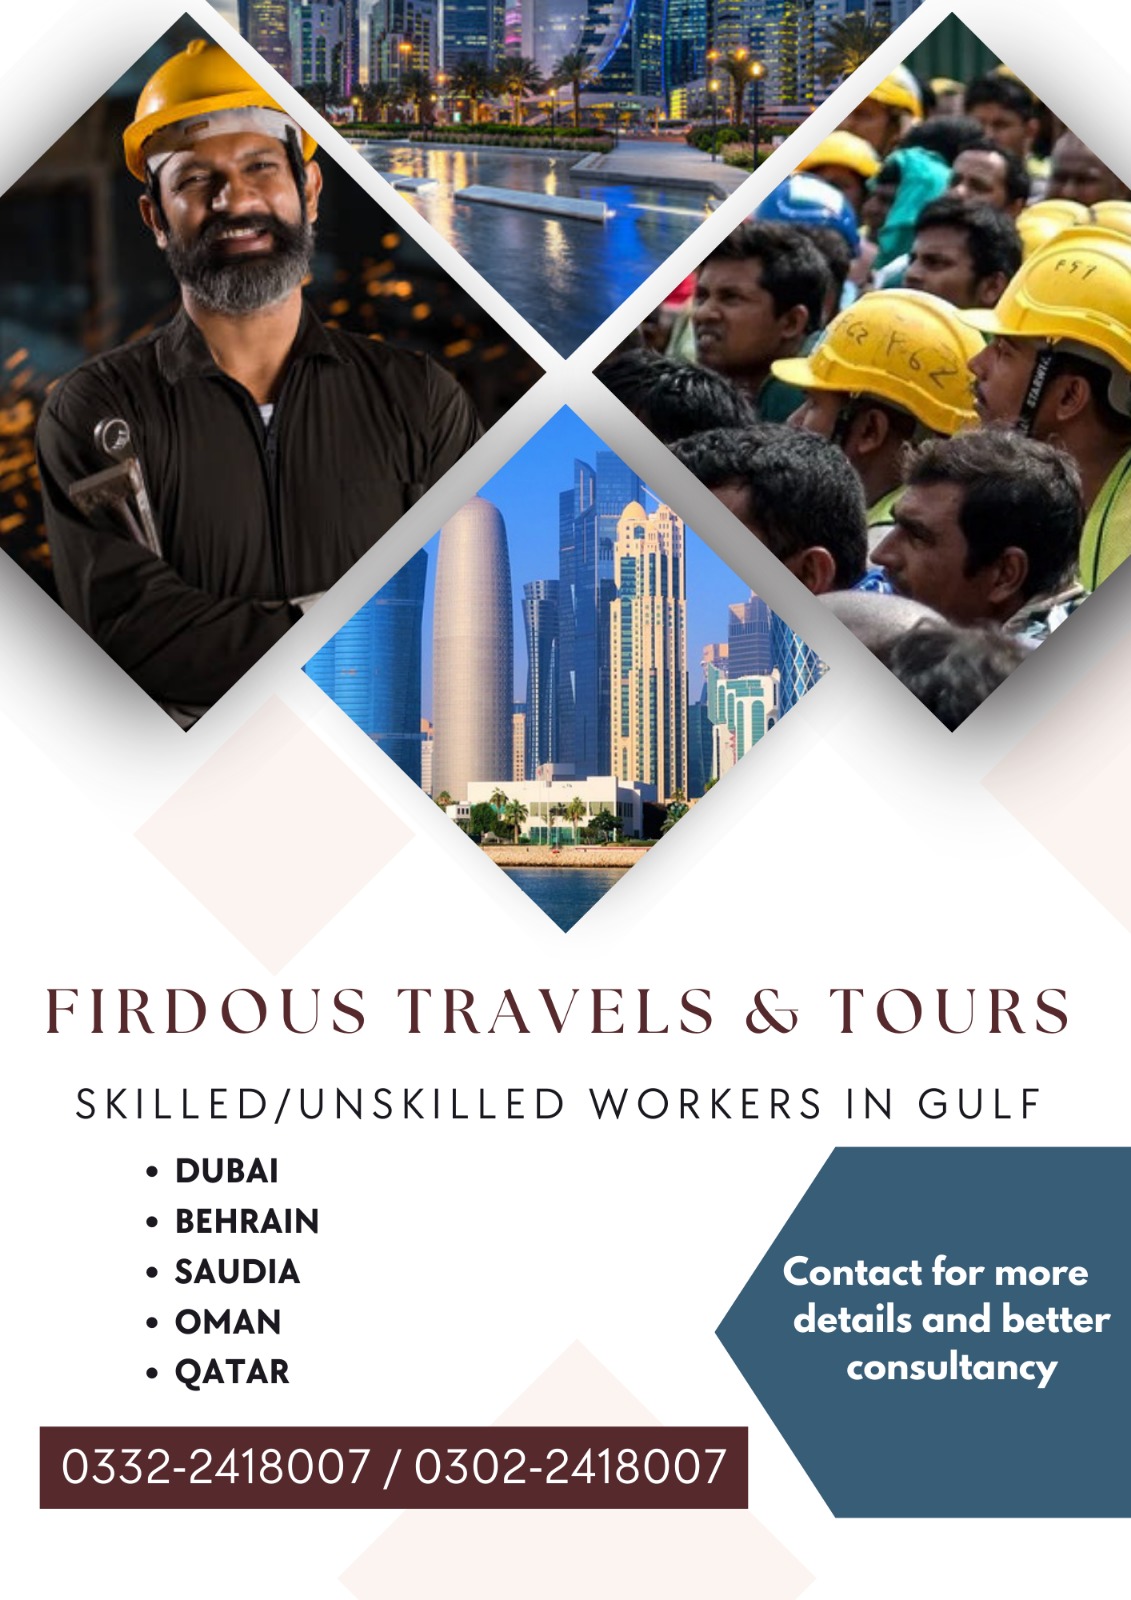 FIRDOUS TRAVELS & TOURS
SKILLED/UNSKILLED WORKERS IN GULF
• DUBAI
• BEHRAIN
• SAUDIA
• OMAN
• QATAR
Contact for more
details and better
consultancy
0332-2418007 / 0302-2418007